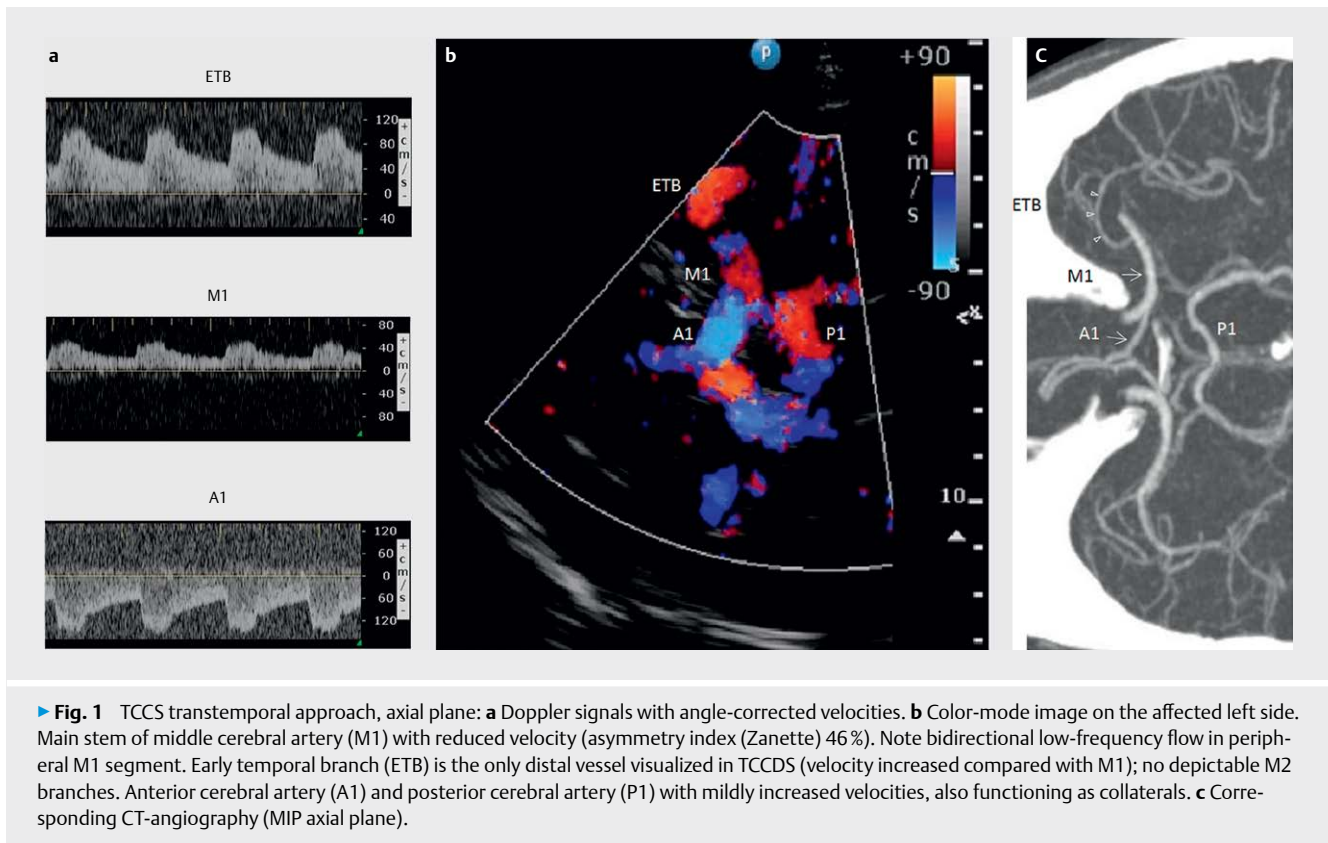 a
ETB
120
80
40
0
40
+ cm/s -
M1
80
40
0
40
80
+ cm/s -
A1
120
60
0
60
120
+ cm/s -
b
P
+90
cm/s
-90
5
x
10
ETB
M1
A1
P1
C
ETB
M1
A1
P1
► Fig. 1 TCCS transtemporal approach, axial plane: a Doppler signals with angle-corrected velocities. b Color-mode image on the affected left side.
Main stem of middle cerebral artery (M1) with reduced velocity (asymmetry index (Zanette) 46 %). Note bidirectional low-frequency flow in periph-
eral M1 segment. Early temporal branch (ETB) is the only distal vessel visualized in TCCDS (velocity increased compared with M1); no depictable M2
branches. Anterior cerebral artery (A1) and posterior cerebral artery (P1) with mildly increased velocities, also functioning as collaterals. c Corre-
sponding CT-angiography (MIP axial plane).